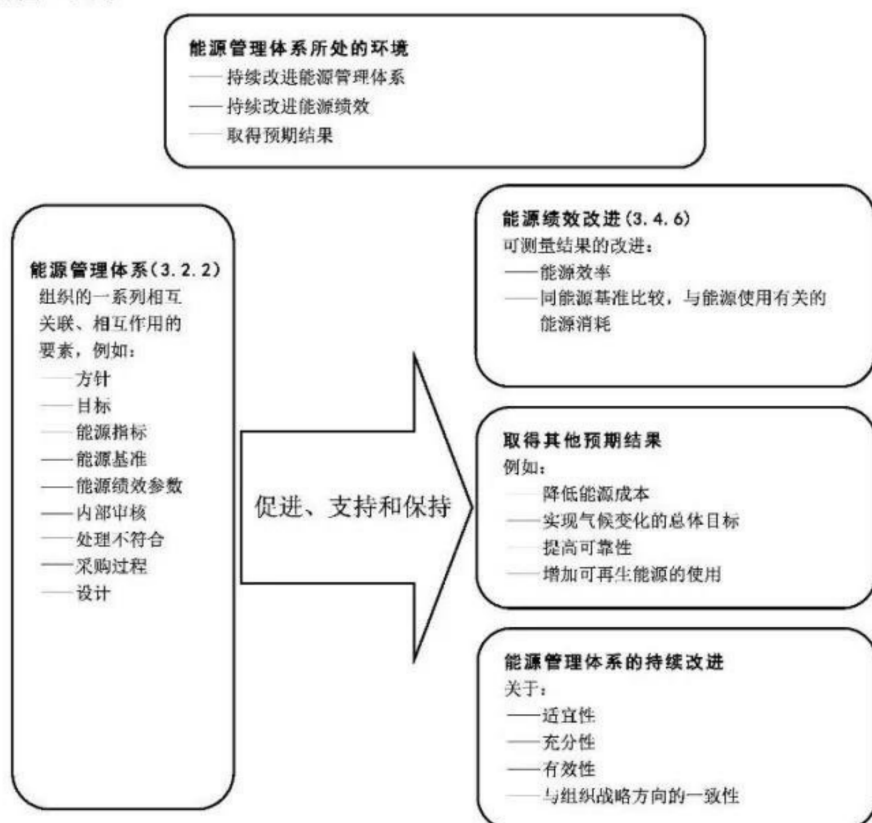 能源管理体系所处的环境
——持续改进能源管理体系
——持续改进能源绩效
——取得预期结果
能源管理体系(3.2.2)
组织的一系列相互
关联、相互作用的
要素，例如：
——方针
——目标
——能源指标
——能源基准
——能源绩效参数
——内部审核
——处理不符合
——采购过程
——设计
促进、支持和保持
能源绩效改进(3.4.6)
可测量结果的改进：
——能源效率
——同能源基准比较，与能源使用有关的
能源消耗
取得其他预期结果
例如：
——降低能源成本
——实现气候变化的总体目标
——提高可靠性
——增加可再生能源的使用
能源管理体系的持续改进
关于：
——适宜性
——充分性
——有效性
——与组织战略方向的一致性